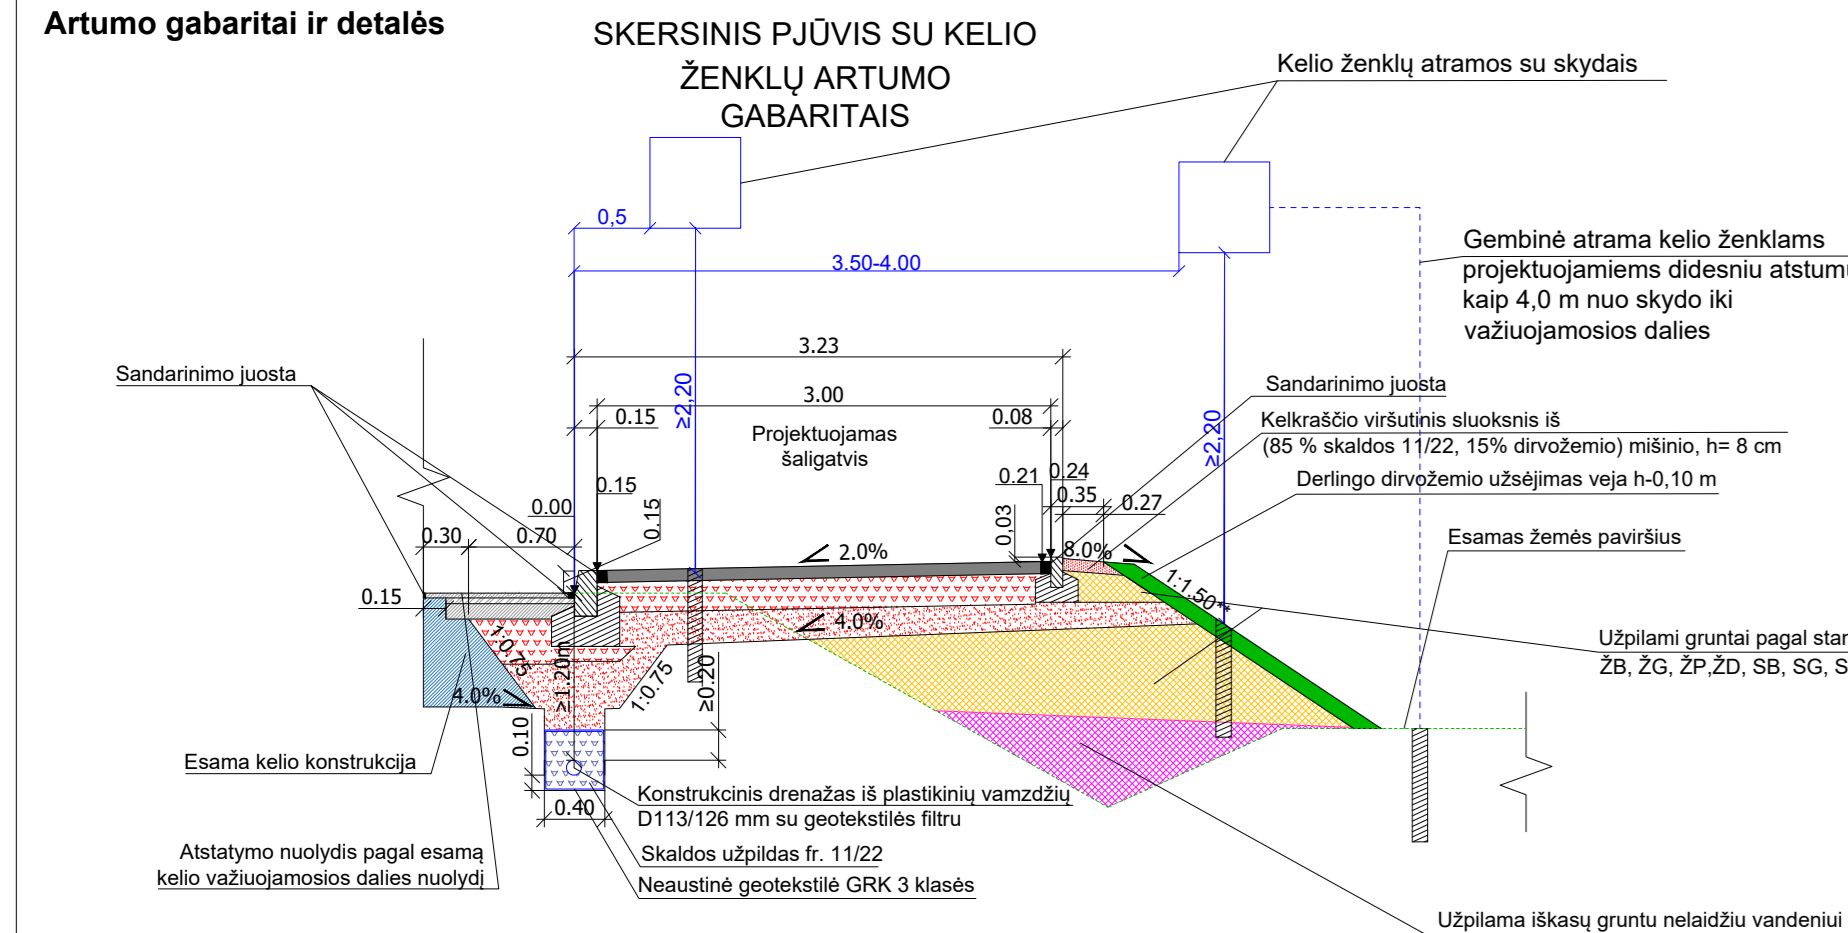 Artumo gabaritai ir detalės
SKERSINIS PJŪVIS SU KELIO
ŽENKLŲ ARTUMO
GABARITAIS
Kelio ženklų atramos su skydais
0,5
3.50-4.00
Gembinė atrama kelio ženklams
projektuojamiems didesniu
kaip 4,0 m nuo skydo iki
važiuojamosios dalies
3.23
Sandarinimo juosta
Sandarinimo juosta
3.00
≥2,20
0.15
0.08
≥2,20
Kelkraščio viršutinis sluoksnis iš
(85 % skaldos 11/22, 15% dirvožemio) mišinio, h= 8 cm
Projektuojamas
šaligatvis
Derlingo dirvožemio užsėjimas veja h-0,10 m
0.15
0.21
0.24
0.35
0.27
0.00
0.15
0,03
0.30
0.70
2.0%
8.0%
Esamas žemės paviršius
0.15
1:1,50**
4.0%
1:0.75
≥1.20m
1:0.75
≥0.20
4.0%
Užpilami gruntai pagal
ŽB, ŽG, ŽP,ŽD, SB, SG,
0.10
Esama kelio konstrukcija
0.40
Konstrukcinis drenažas iš plastikinių vamzdžių
D113/126 mm su geotekstilės filtru
Atstatymo nuolydis pagal esamą
kelio važiuojamosios dalies nuolydį
Skaldos užpildas fr. 11/22
Neaustinė geotekstilė GRK 3 klasės
Užpilama iškasų gruntu nelaidžiu vandeniui